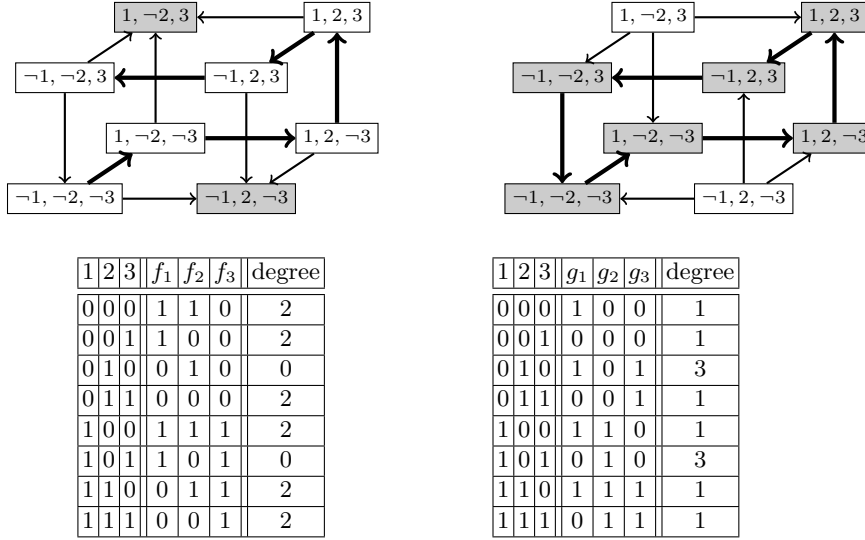 1, ¬2, 3 1, 2, 3 1, ¬2, 3 1, 2, 3
¬1, ¬2, 3 ¬1, 2, 3 ¬1, ¬2, 3 ¬1, 2, 3
1, ¬2, ¬3 1, 2, ¬3 1, ¬2, ¬3 1, 2, ¬3
¬1, ¬2, ¬3 ¬1, 2, ¬3 ¬1, ¬2, ¬3 ¬1, 2, ¬3
1 2 3 f₁ f₂ f₃ degree
0 0 0 1 1 0 2
0 0 1 1 0 0 2
0 1 0 0 1 0 0
0 1 1 0 0 0 2
1 0 0 1 1 1 2
1 0 1 1 0 1 0
1 1 0 0 1 1 2
1 1 1 0 0 1 2
1 2 3 g₁ g₂ g₃ degree
0 0 0 1 0 0 1
0 0 1 0 0 0 1
0 1 0 1 0 1 3
0 1 1 0 0 1 1
1 0 0 1 1 0 1
1 0 1 0 1 0 3
1 1 0 1 1 1 1
1 1 1 0 1 1 1